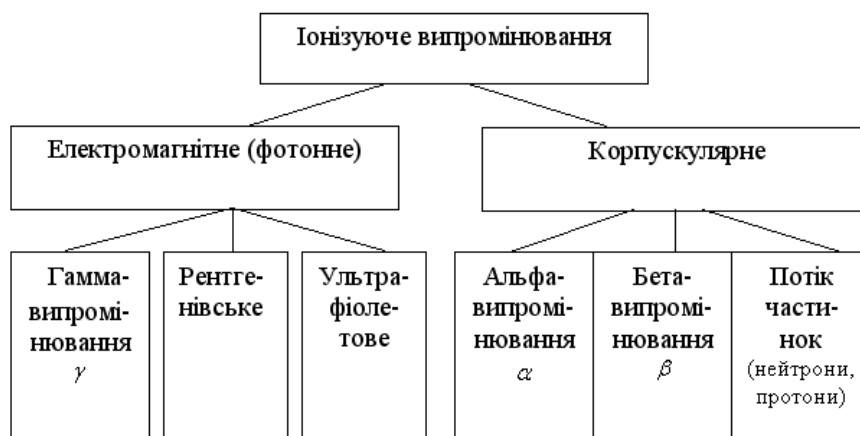 Іонізуюче випромінювання
Електромагнітне (фотонне)
Корпускулярне
Гамма-
випромі-
нювання
γ
Рентге-
нівське
Ультра-
фіоле-
тове
Альфа-
випромі-
нювання
α
Бета-
випромі-
нювання
β
Потік
части-
нок
(нейтрони,
протони)